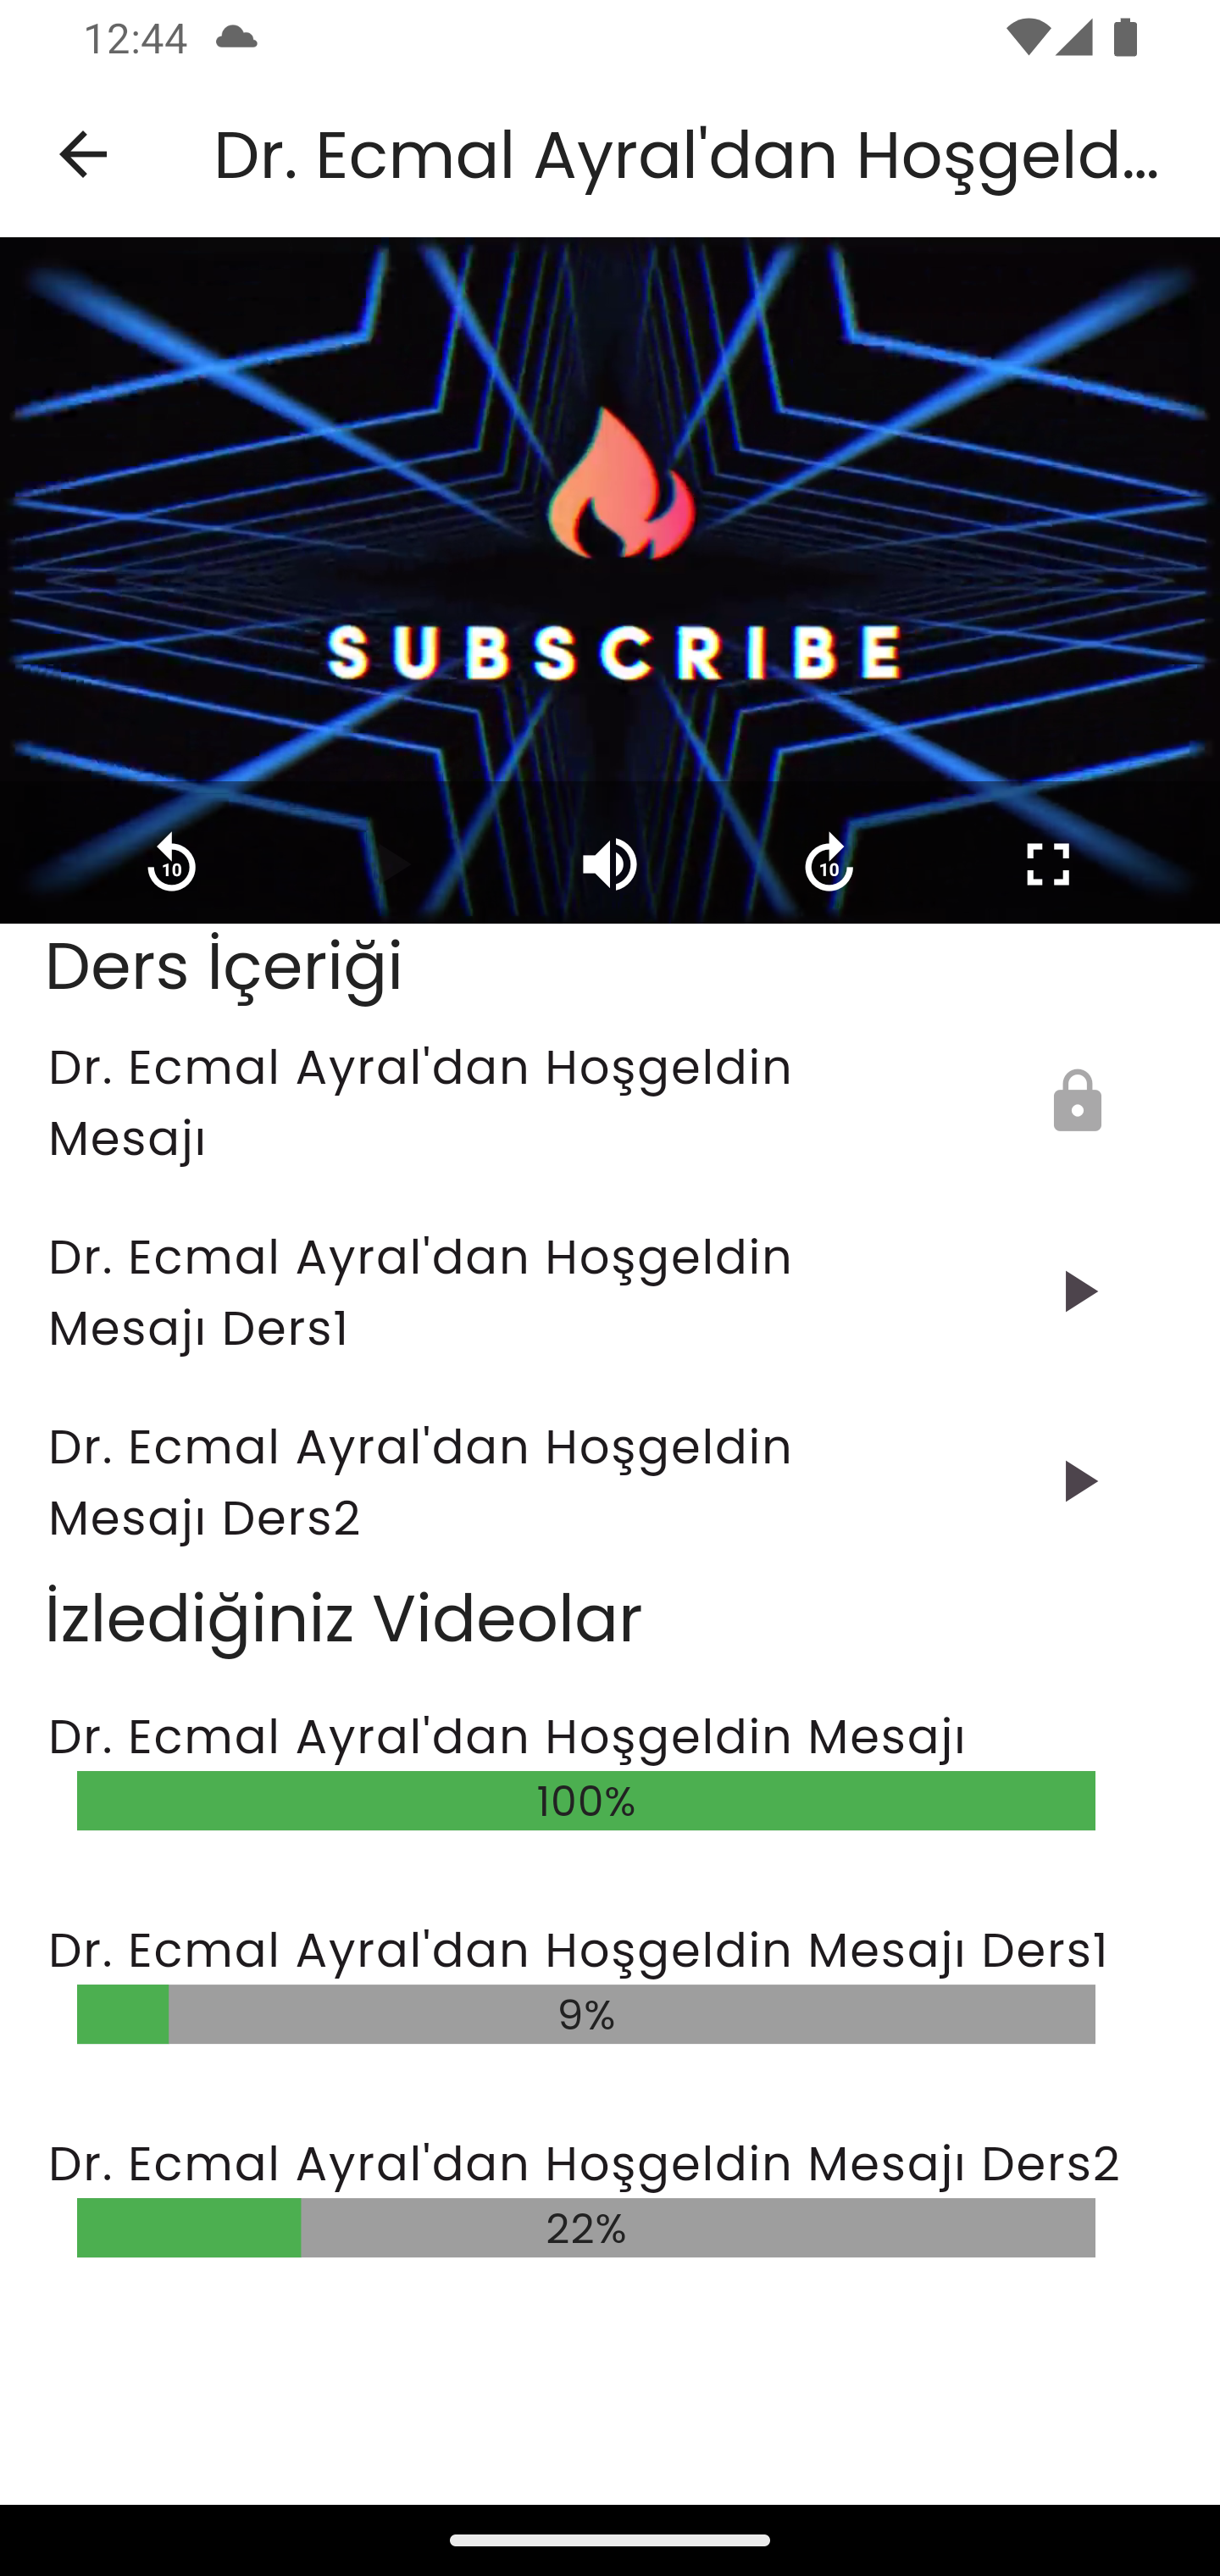 12:44
Dr. Ecmal Ayral'dan Hoşgeld...
SUBSCRIBE
10
10
Ders İçeriği
Dr. Ecmal Ayral'dan Hoşgeldin
Mesajı
Dr. Ecmal Ayral'dan Hoşgeldin
Mesajı Ders1
Dr. Ecmal Ayral'dan Hoşgeldin
Mesajı Ders2
İzlediğiniz Videolar
Dr. Ecmal Ayral'dan Hoşgeldin Mesajı
100%
Dr. Ecmal Ayral'dan Hoşgeldin Mesajı Ders1
9%
Dr. Ecmal Ayral'dan Hoşgeldin Mesajı Ders2
22%